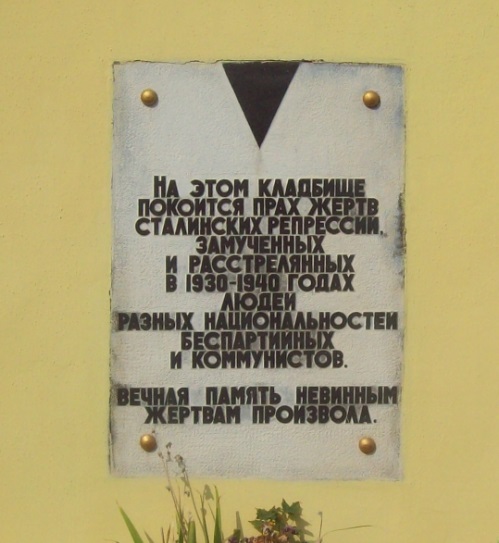 На этом кладбище
покоится прах жертв
сталинских репрессий,
замученных
и расстрелянных
в 1930-1940 годах
людей
разных национальностей
беспартийных
и коммунистов.
Вечная память невинным
жертвам произвола.